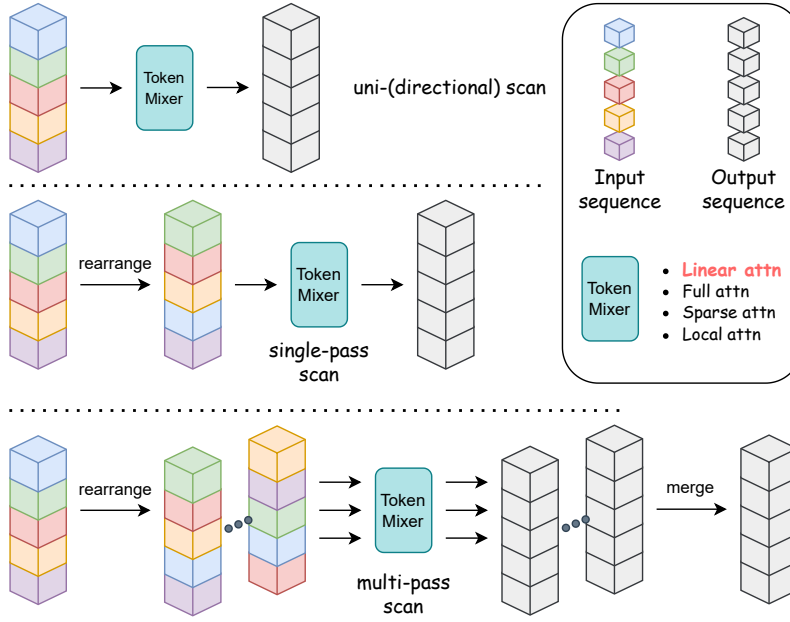 Token
Mixer
uni-(directional) scan
Input
sequence
Output
sequence
Token
Mixer
• Linear attn
• Full attn
• Sparse attn
• Local attn
rearrange
Token
Mixer
single-pass
scan
rearrange
Token
Mixer
multi-pass
scan
merge